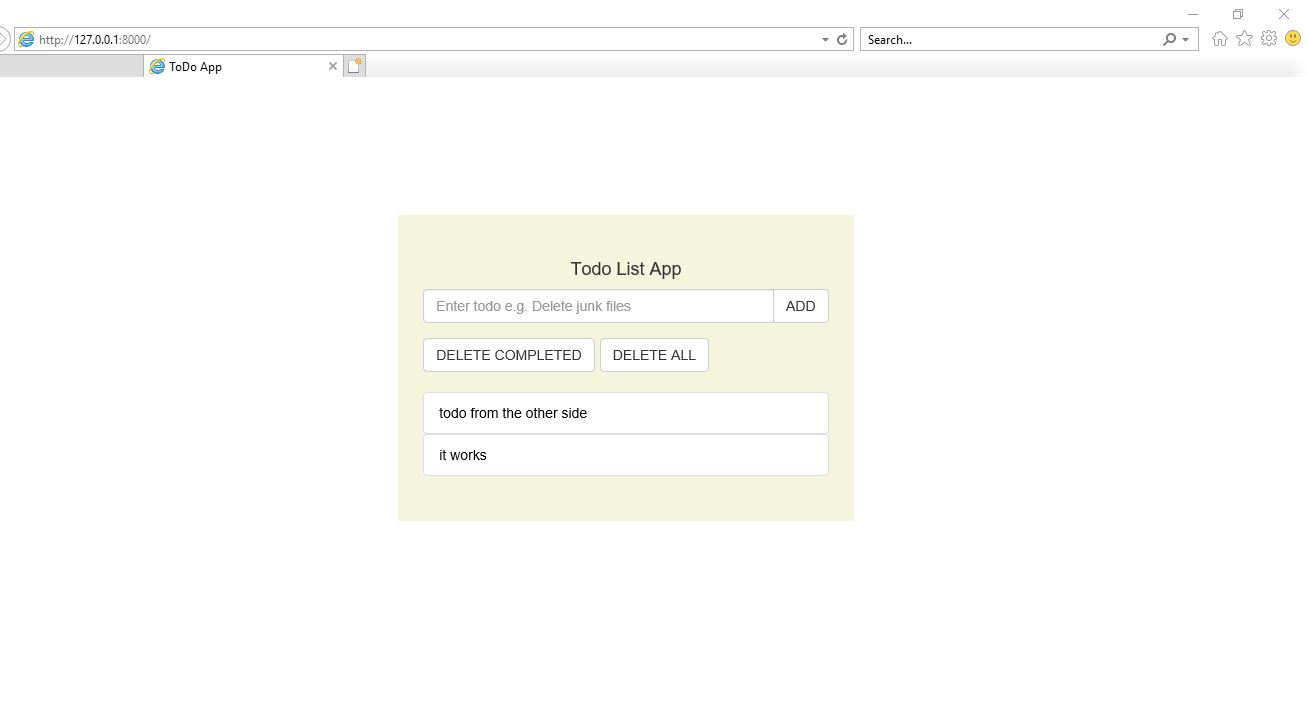 http://127.0.0.1:8000/
Search...
ToDo App
Todo List App
Enter todo e.g. Delete junk files
ADD
DELETE COMPLETED
DELETE ALL
todo from the other side
it works